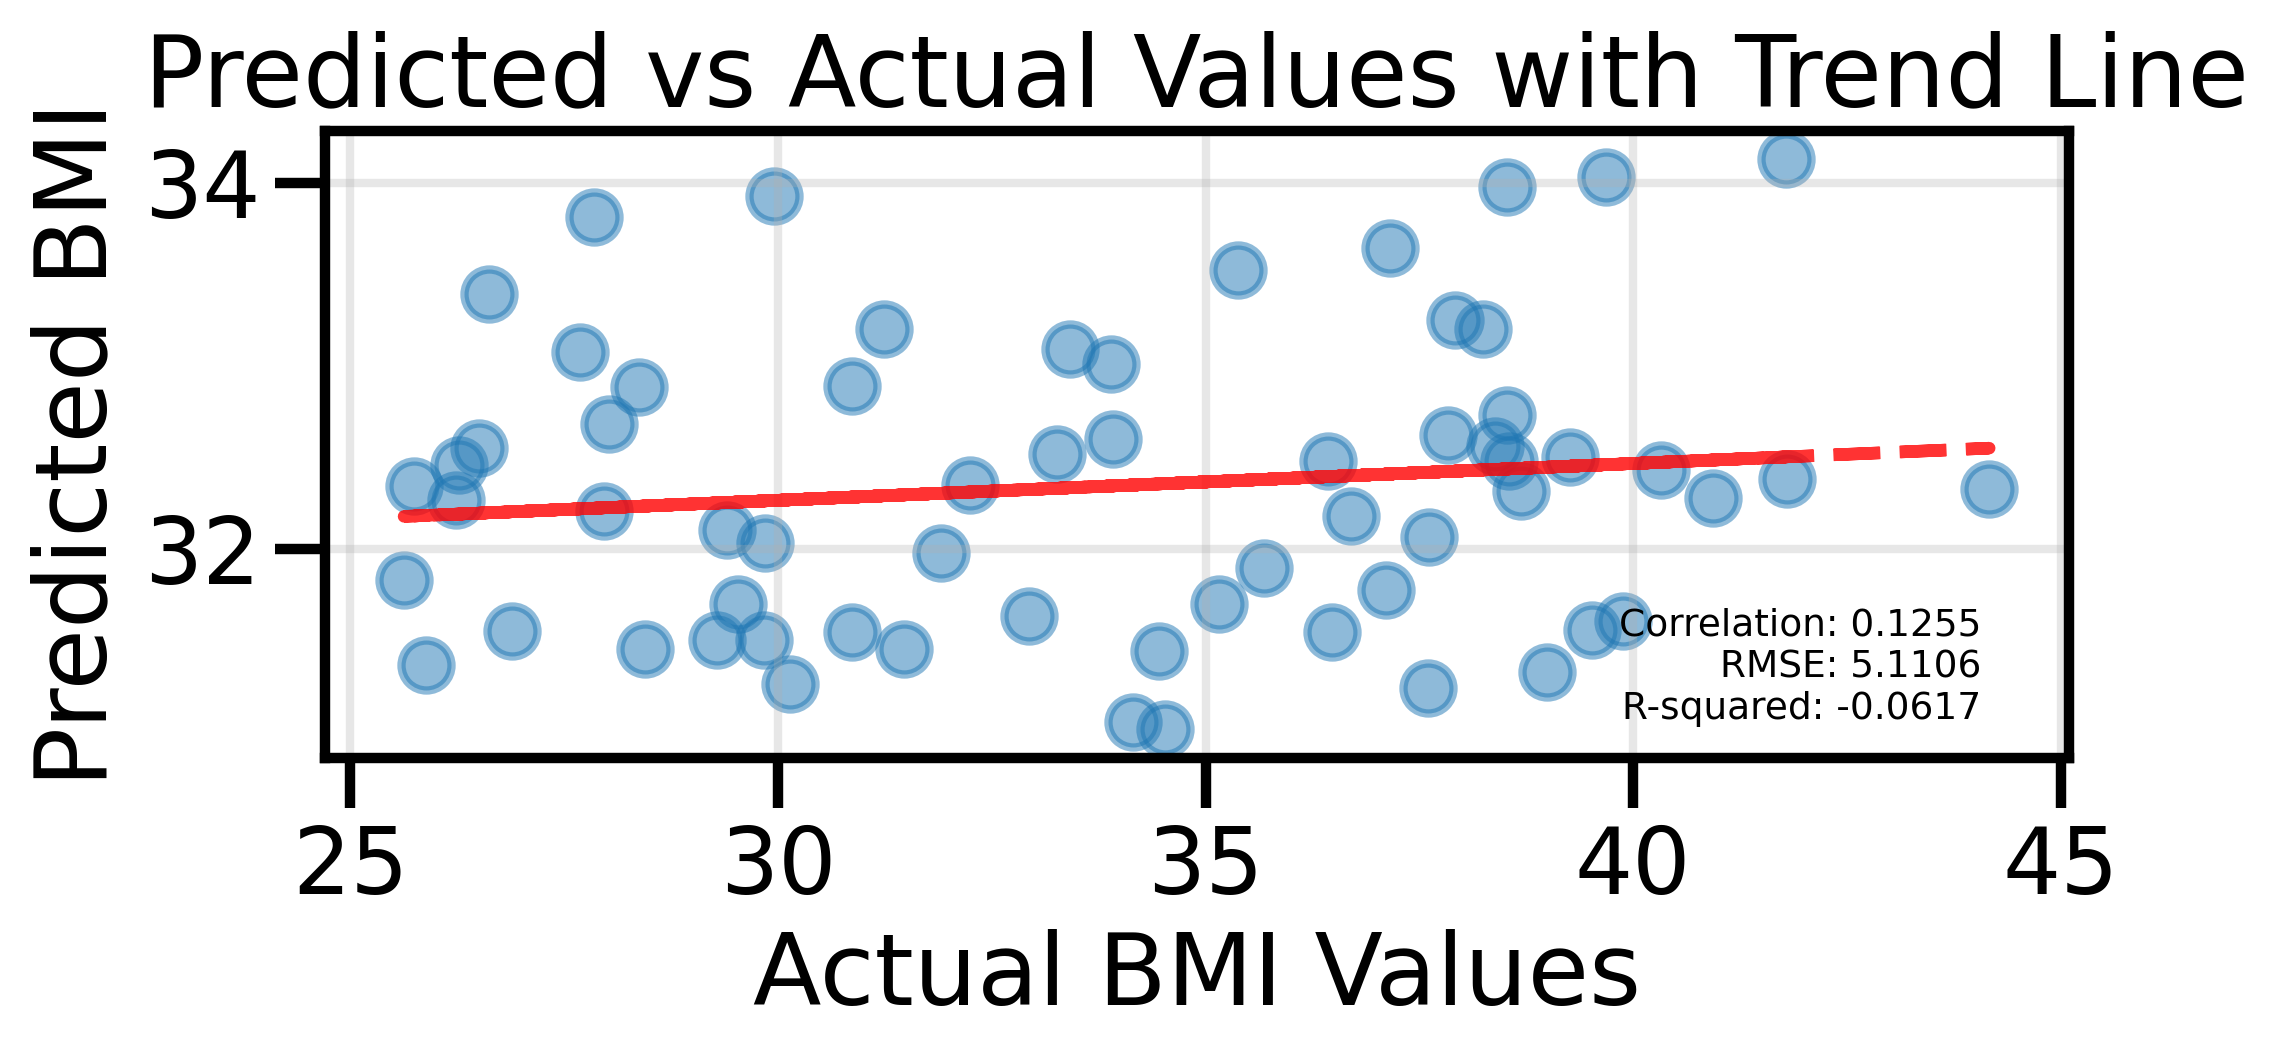 Predicted vs Actual Values with Trend Line
Predicted BMI
34
32
Correlation: 0.1255
RMSE: 5.1106
R-squared: -0.0617
25 30 35 40 45
Actual BMI Values